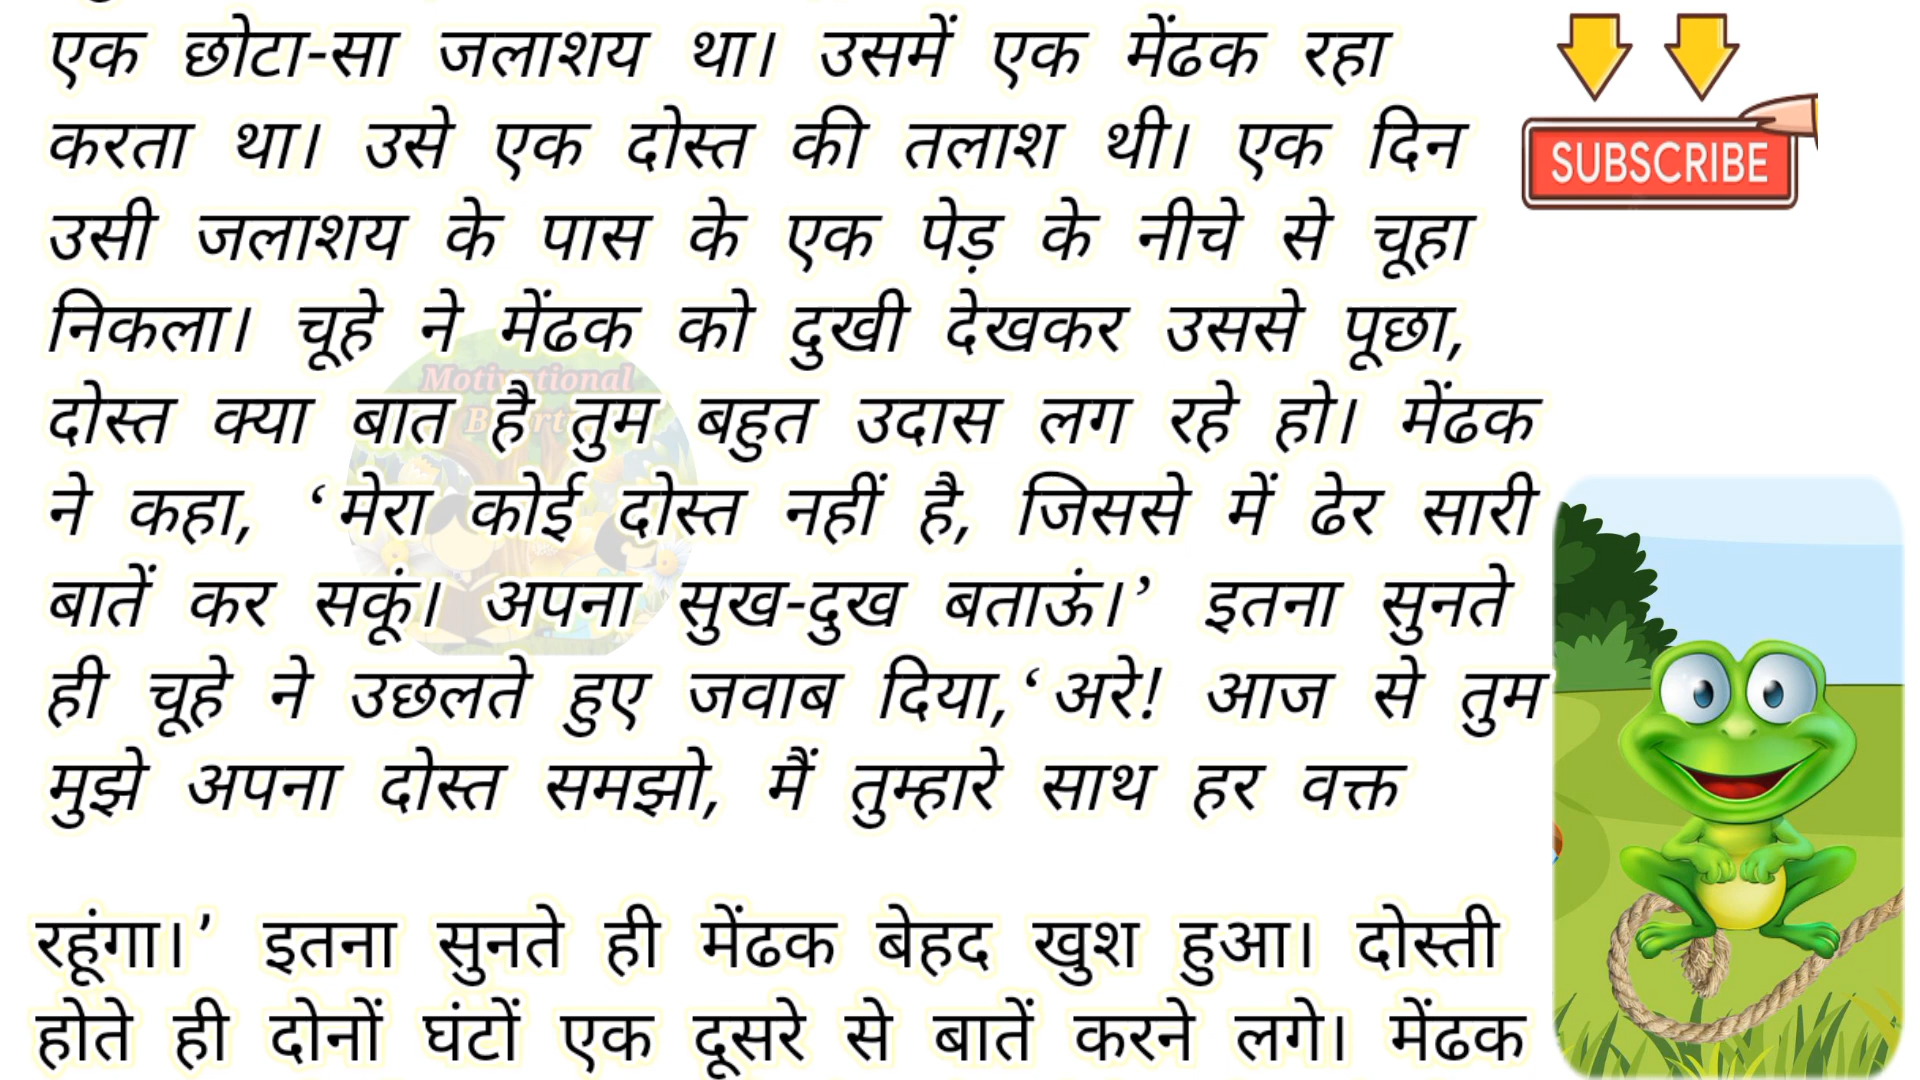 एक छोटा-सा जलाशय था। उसमें एक मेंढक रहा
करता था। उसे एक दोस्त की तलाश थी। एक दिन
उसी जलाशय के पास के एक पेड़ के नीचे से चूहा
निकला। चूहे ने मेंढक को दुखी देखकर उससे पूछा,
दोस्त क्या बात है तुम बहुत उदास लग रहे हो। मेंढक
ने कहा, ‘मेरा कोई दोस्त नहीं है, जिससे में ढेर सारी
बातें कर सकूं। अपना सुख-दुख बताऊं।’ इतना सुनते
ही चूहे ने उछलते हुए जवाब दिया,‘अरे! आज से तुम
मुझे अपना दोस्त समझो, मैं तुम्हारे साथ हर वक्त
रहूंगा।’ इतना सुनते ही मेंढक बेहद खुश हुआ। दोस्ती
होते ही दोनों घंटों एक दूसरे से बातें करने लगे। मेंढक
SUBSCRIBE
Motivational